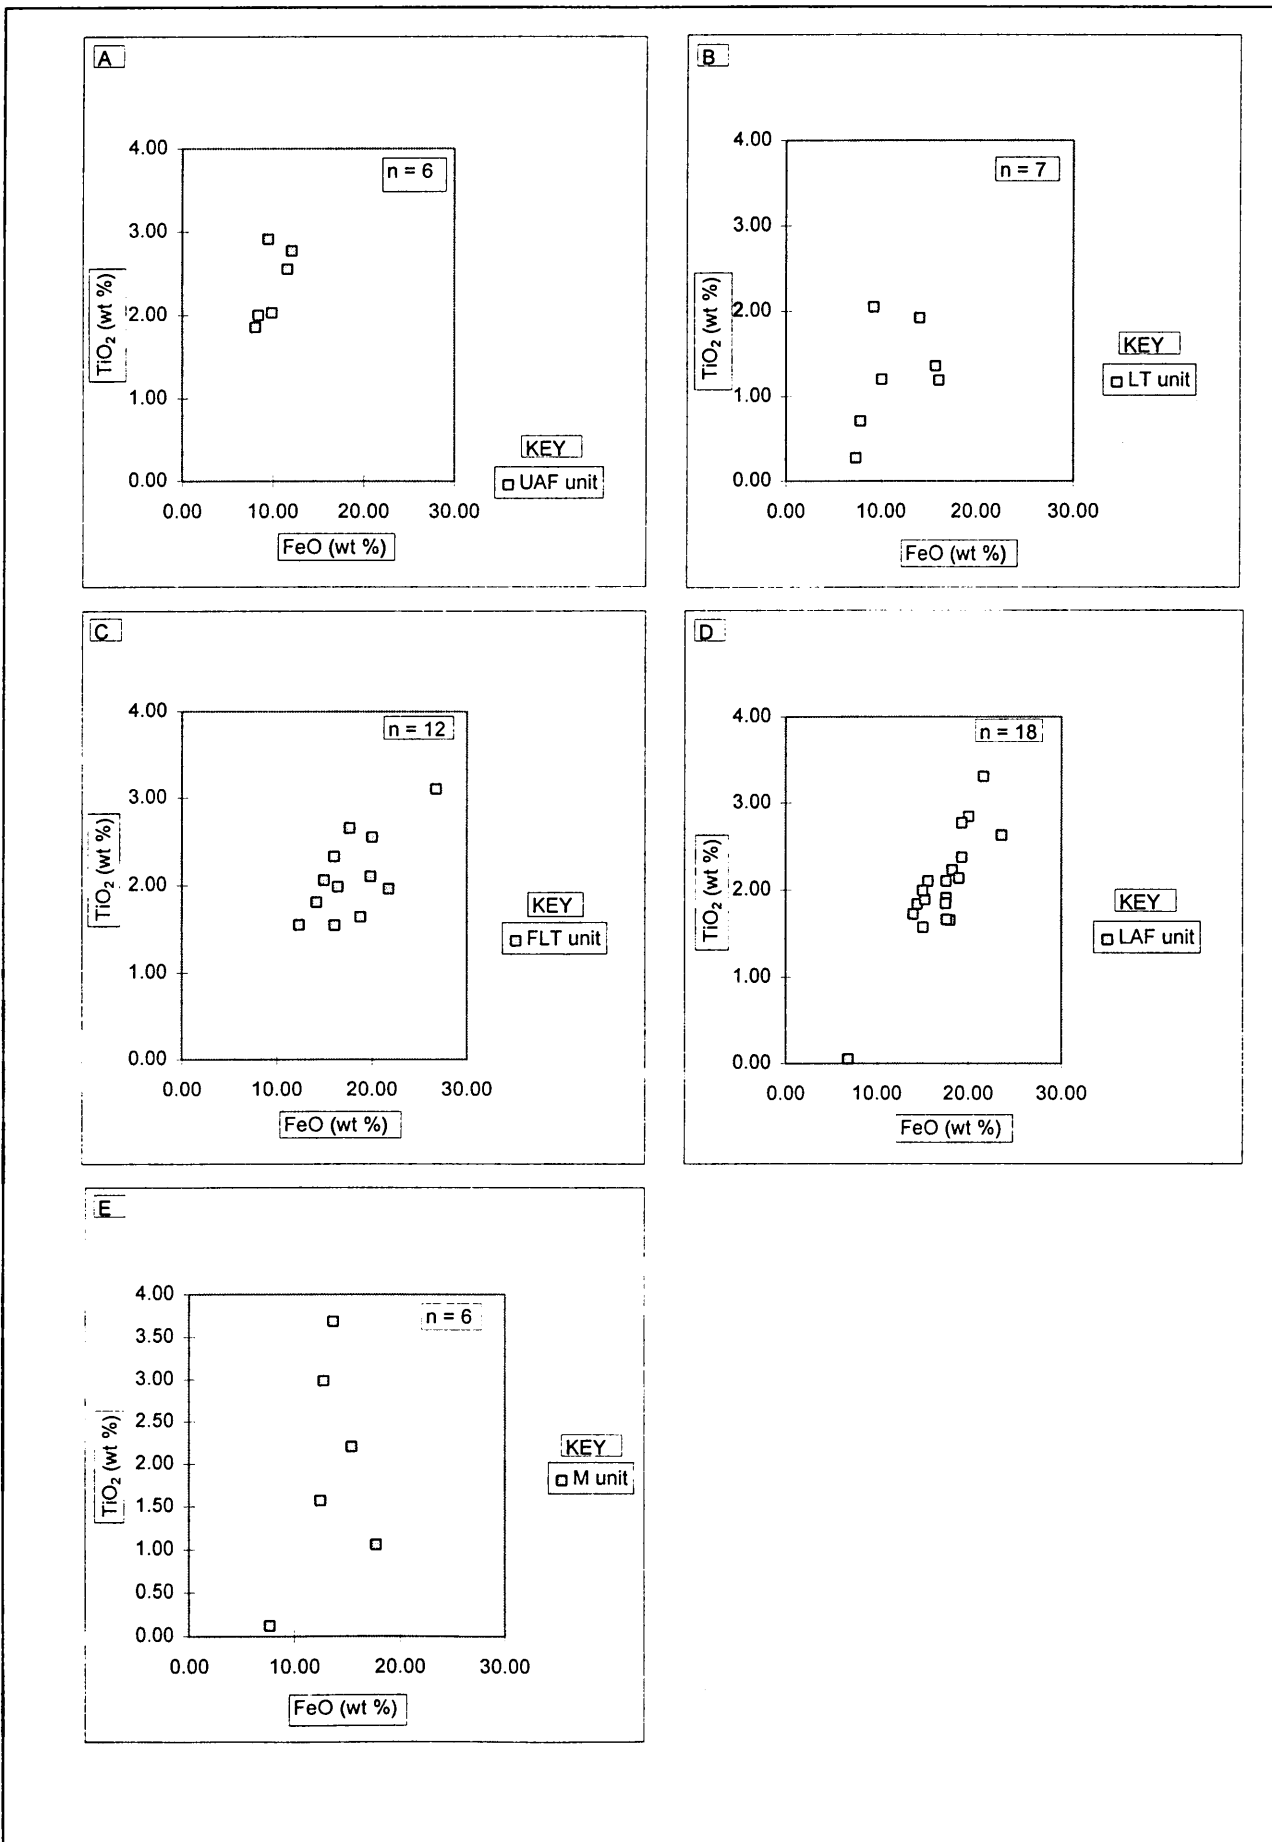 A
4.00
n = 6
3.00
TiO2 (wt %)
2.00
1.00
KEY
0.00
UAF unit
0.00 10.00 20.00 30.00
FeO (wt %)
B
4.00
n = 7
3.00
TiO2 (wt %)
2.00
KEY
LT unit
1.00
0.00
0.00 10.00 20.00 30.00
FeO (wt %)
C
4.00
n = 12
3.00
TiO2 (wt %)
2.00
KEY
FLT unit
1.00
0.00
0.00 10.00 20.00 30.00
FeO (wt %)
D
4.00
n = 18
3.00
TiO2 (wt %)
2.00
KEY
LAF unit
1.00
0.00
0.00 10.00 20.00 30.00
FeO (wt %)
E
4.00
n = 6
3.50
3.00
2.50
TiO2 (wt %)
2.00
KEY
M unit
1.50
1.00
0.50
0.00
0.00 10.00 20.00 30.00
FeO (wt %)